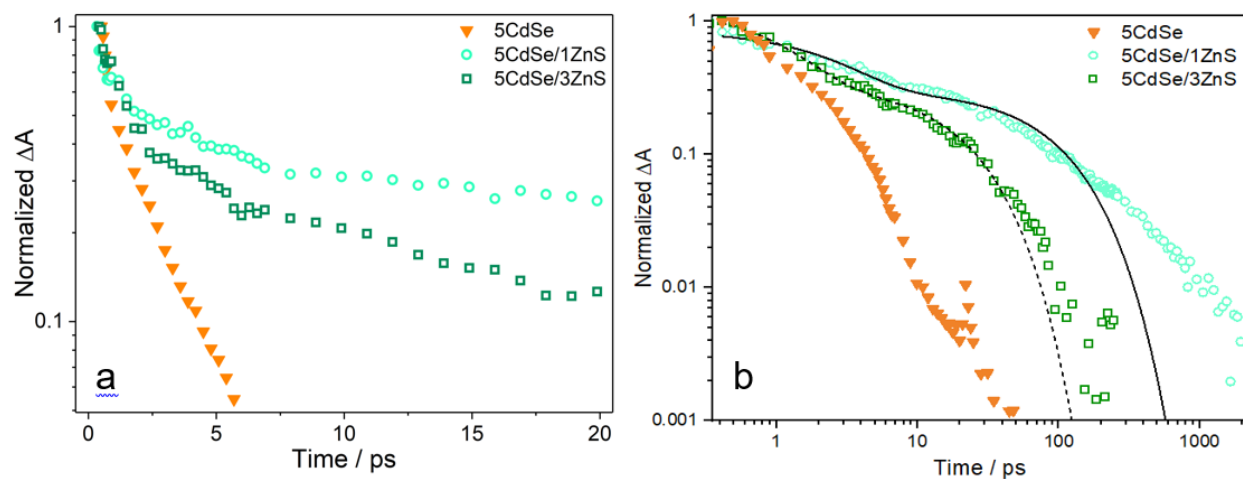 1
0.1
Normalized ΔA
5CdSe
5CdSe/1ZnS
5CdSe/3ZnS
a
0 5 10 15 20
Time / ps
1
0.1
0.01
0.001
Normalized ΔA
5CdSe
5CdSe/1ZnS
5CdSe/3ZnS
b
1 10 100 1000
Time / ps